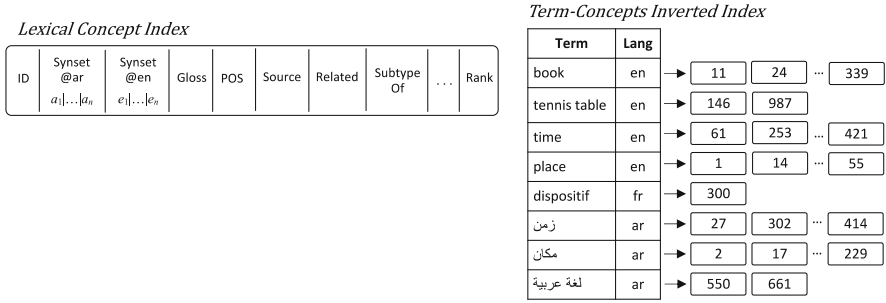 Lexical Concept Index
ID Synset @ar a₁|…|aₙ Synset @en e₁|…|eₙ Gloss POS Source Related Subtype Of ... Rank
Term-Concepts Inverted Index
Term Lang
book en 11 24 ... 339
tennis table en 146 987
time en 61 253 ... 421
place en 1 14 ... 55
dispositif fr 300
زمن ar 27 302 ... 414
مكان ar 2 17 ... 229
لغة عربية ar 550 661